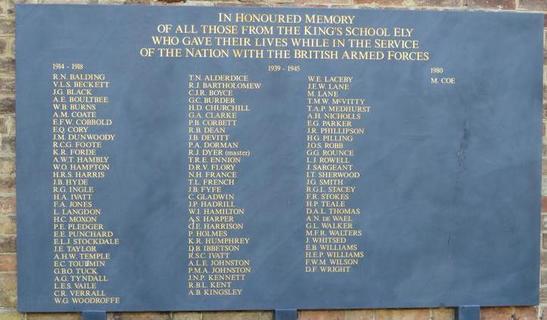 IN HONOURED MEMORY
OF ALL THOSE FROM THE KING'S SCHOOL ELY
WHO GAVE THEIR LIVES WHILE IN THE SERVICE
OF THE NATION WITH THE BRITISH ARMED FORCES
1914 - 1918
R.N. BALDING
V.L.S. BECKETT
J.G. BLACK
A.E. BOULTBEE
W.B. BURNS
A.M. COATE
E.F.W. COBBOLD
E.Q. CORY
J.M. DUNWOODY
R.C.G. FOOTE
K.R. FORDE
A.W.T. HAMBLY
W.O. HAMPTON
H.R.S. HARRIS
J.B. HYDE
R.G. INGLE
H.A. IVATT
F.A. JONES
L. LANGDON
H.C. MOXON
P.E. PLEDGER
E.E. PUNCHARD
E.L.J. STOCKDALE
J.E. TAYLOR
A.H.W. TEMPLE
E.C. TOULMIN
G.B.O. TUCK
A.G. TYNDALL
L.E.S. VAILE
C.R. VERRALL
W.G. WOODROFFE
1939 - 1945
T.N. ALDERDICE
R.J. BARTHOLOMEW
C.J.R. BOYCE
G.C. BURDER
H.D. CHURCHILL
G.A. CLARKE
P.B. CORBETT
R.B. DEAN
J.B. DEVITT
P.A. DORMAN
R.J. DYER (master)
T.R.E. ENNION
D.R.V. FLORY
N.H. FRANCE
T.L. FRENCH
J.B. FYFE
C. GLADWIN
J.P. HADRILL
W.J. HAMILTON
A.S. HARPER
C.E. HARRISON
P. HOLMES
K.R. HUMPHREY
D.B. IBBETSON
R.S.C. IVATT
A.L.E. JOHNSTON
P.M.A. JOHNSTON
J.N.P. KENNETT
R.B.L. KENT
A.B. KINGSLEY
W.E. LACEBY
J.E.W. LANE
M. LANE
T.M.W. McVITTY
T.A.P. MEDHURST
A.H. NICHOLLS
E.G. PARKER
J.R. PHILLIPSON
H.G. PILLING
J.O.S. ROBB
G.G. ROUNCE
L.J. ROWELL
J. SARGEANT
I.T. SHERWOOD
J.G. SMITH
R.G.L. STACEY
F.R. STOKES
H.P. TEALE
D.A.L. THOMAS
A.N. DE WAEL
G.L. WALKER
M.F.R. WALTERS
J. WHITSED
E.B. WILLIAMS
H.E.P. WILLIAMS
F.W.M. WILSON
D.F. WRIGHT
1980
M. COE